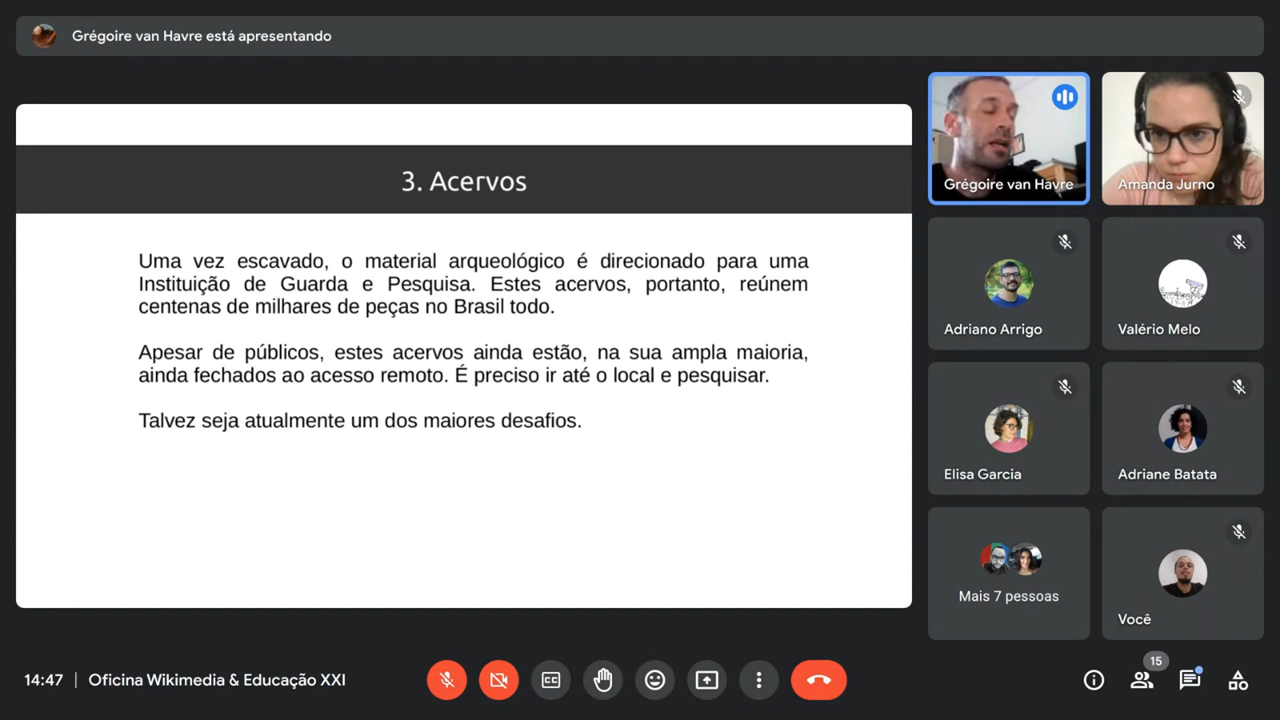 Grégoire van Havre está apresentando
3. Acervos
Uma vez escavado, o material arqueológico é direcionado para uma
Instituição de Guarda e Pesquisa. Estes acervos, portanto, reúnem
centenas de milhares de peças no Brasil todo.
Apesar de públicos, estes acervos ainda estão, na sua ampla maioria,
ainda fechados ao acesso remoto. É preciso ir até o local e pesquisar.
Talvez seja atualmente um dos maiores desafios.
Grégoire van Havre
Amanda Jurno
Adriano Arrigo
Valério Melo
Elisa Garcia
Adriane Batata
Mais 7 pessoas
Você
14:47 | Oficina Wikimedia & Educação XXI
CC
15